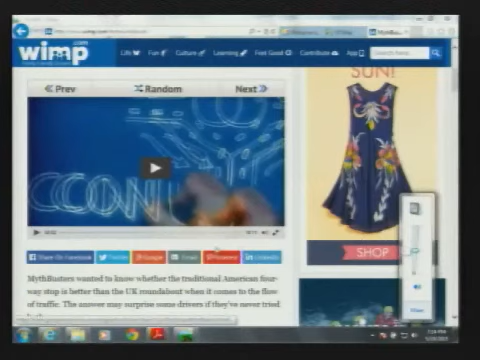 wimp.com
Life
Fun
Culture
Learning
Feel Good
Contribute
App
Prev
Random
Next
SUN!
CON
Share On Facebook
Twitter
Google
Email
Pinterest
LinkedIn
SHOP
MythBusters wanted to know whether the traditional American four-
way stop is better than the UK roundabout when it comes to the flow
of traffic. The answer may surprise some drivers if they've never tried